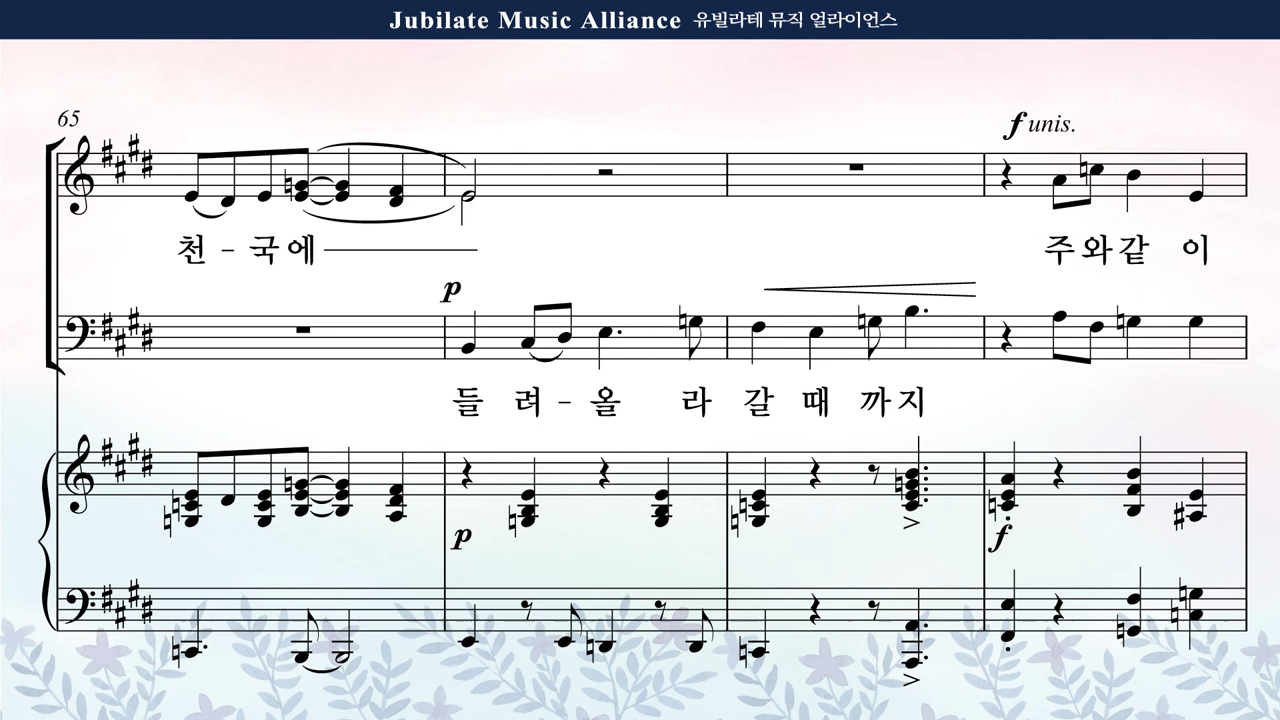 Jubilate Music Alliance 유빌라테 뮤직 얼라이언스
65
f unis.
천 - 국에
주와같 이
p
들 려 - 올 라 갈 때 까지
p
f